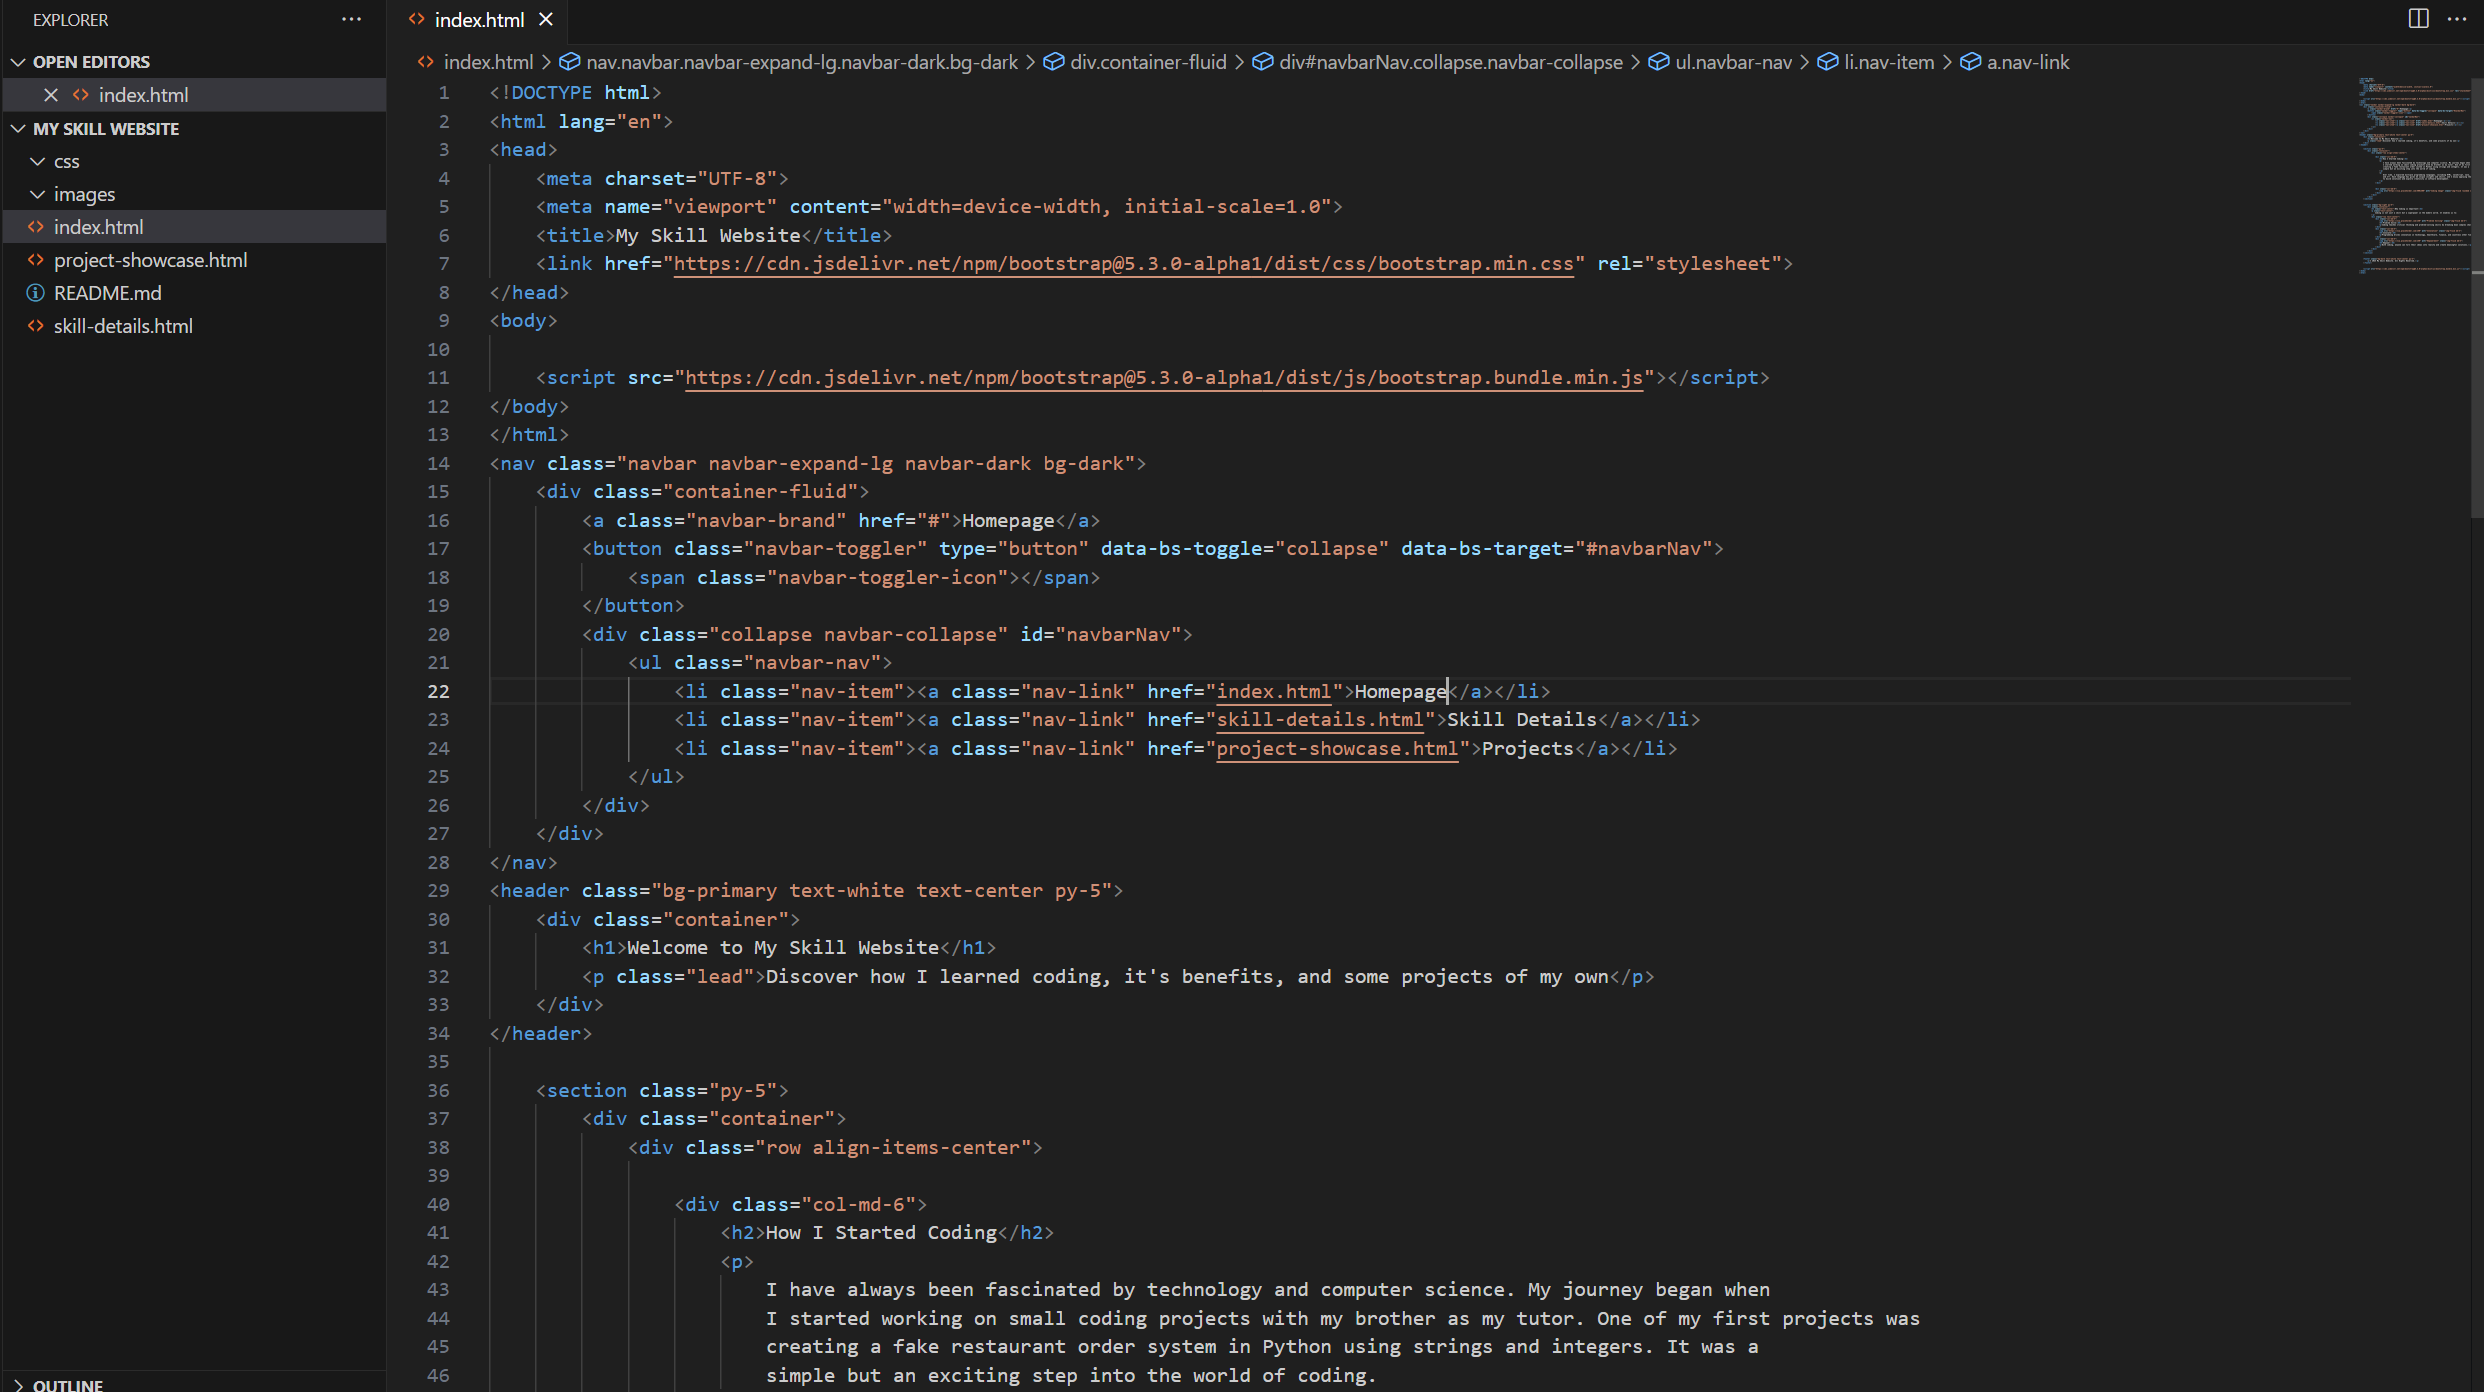 EXPLORER
OPEN EDITORS
index.html
MY SKILL WEBSITE
css
images
index.html
project-showcase.html
README.md
skill-details.html
OUTLINE
index.html
index.html > nav.navbar.navbar-expand-lg.navbar-dark.bg-dark > div.container-fluid > div#navbarNav.collapse.navbar-collapse > ul.navbar-nav > li.nav-item > a.nav-link
1 <!DOCTYPE html>
2 <html lang="en">
3 <head>
4     <meta charset="UTF-8">
5     <meta name="viewport" content="width=device-width, initial-scale=1.0">
6     <title>My Skill Website</title>
7     <link href="https://cdn.jsdelivr.net/npm/bootstrap@5.3.0-alpha1/dist/css/bootstrap.min.css" rel="stylesheet">
8 </head>
9 <body>
10
11     <script src="https://cdn.jsdelivr.net/npm/bootstrap@5.3.0-alpha1/dist/js/bootstrap.bundle.min.js"></script>
12 </body>
13 </html>
14 <nav class="navbar navbar-expand-lg navbar-dark bg-dark">
15     <div class="container-fluid">
16         <a class="navbar-brand" href="#">Homepage</a>
17         <button class="navbar-toggler" type="button" data-bs-toggle="collapse" data-bs-target="#navbarNav">
18             <span class="navbar-toggler-icon"></span>
19         </button>
20         <div class="collapse navbar-collapse" id="navbarNav">
21             <ul class="navbar-nav">
22                 <li class="nav-item"><a class="nav-link" href="index.html">Homepage</a></li>
23                 <li class="nav-item"><a class="nav-link" href="skill-details.html">Skill Details</a></li>
24                 <li class="nav-item"><a class="nav-link" href="project-showcase.html">Projects</a></li>
25             </ul>
26         </div>
27     </div>
28 </nav>
29 <header class="bg-primary text-white text-center py-5">
30     <div class="container">
31         <h1>Welcome to My Skill Website</h1>
32         <p class="lead">Discover how I learned coding, it's benefits, and some projects of my own</p>
33     </div>
34 </header>
35
36     <section class="py-5">
37         <div class="container">
38             <div class="row align-items-center">
39
40                 <div class="col-md-6">
41                     <h2>How I Started Coding</h2>
42                     <p>
43                         I have always been fascinated by technology and computer science. My journey began when
44                         I started working on small coding projects with my brother as my tutor. One of my first projects was
45                         creating a fake restaurant order system in Python using strings and integers. It was a
46                         simple but an exciting step into the world of coding.